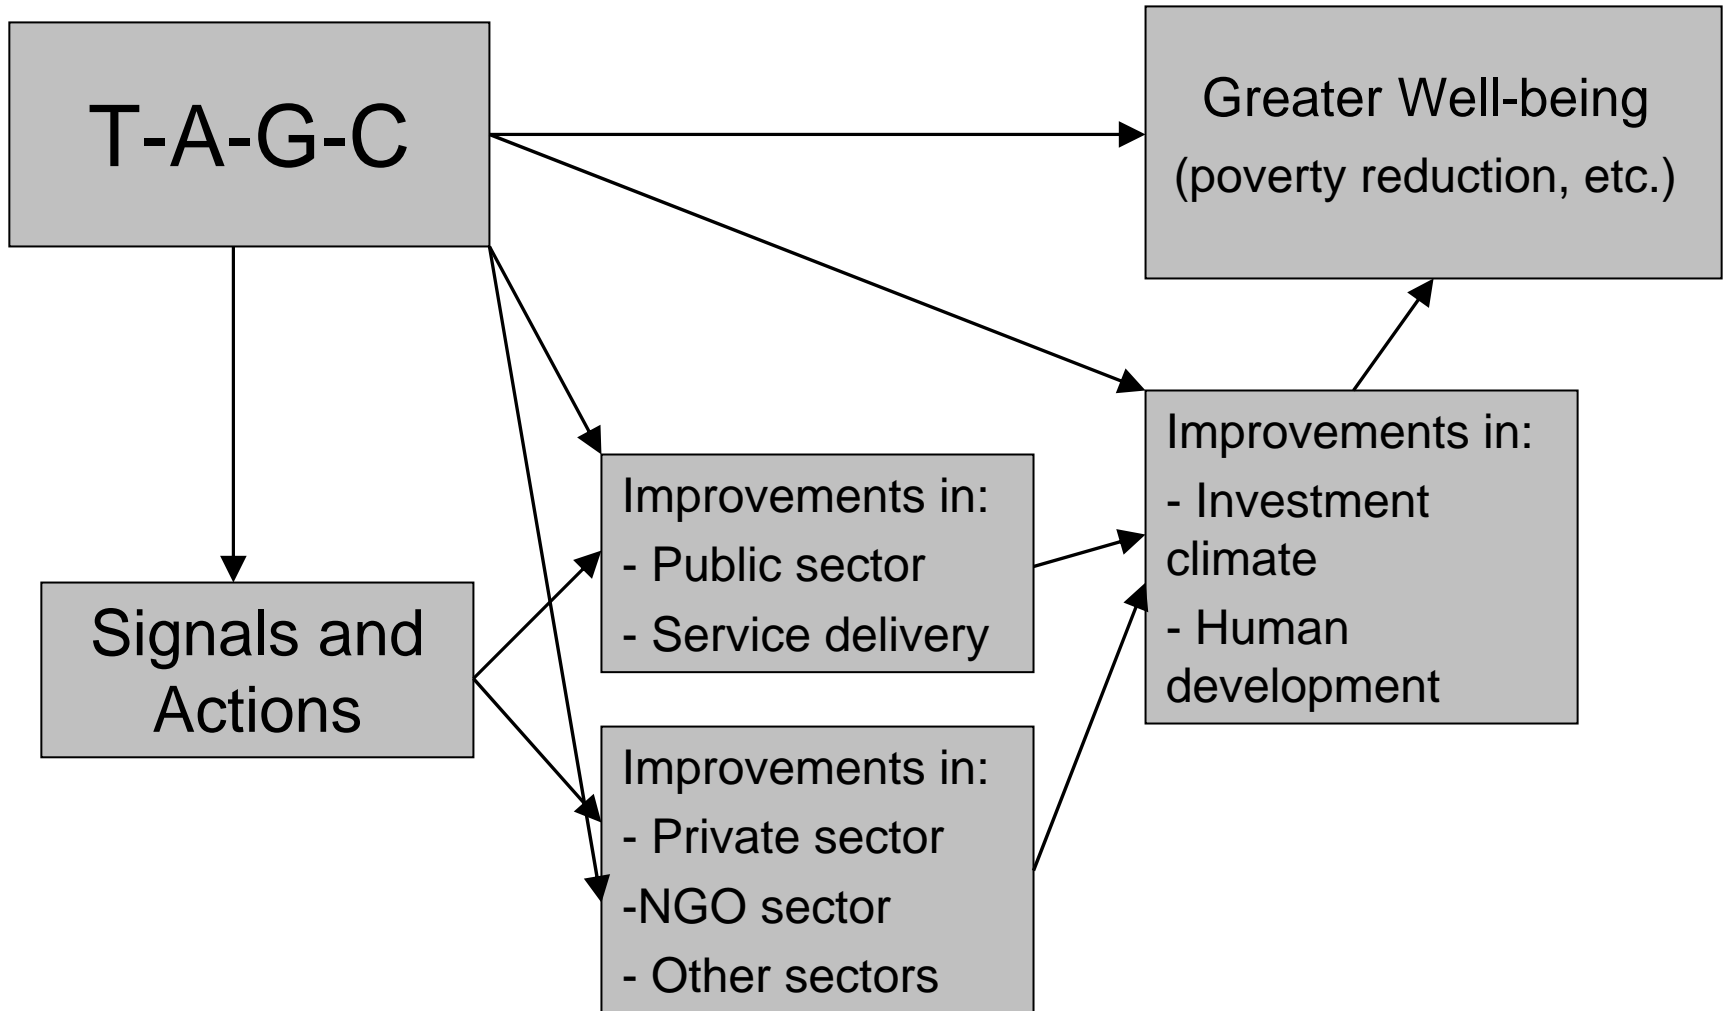 T-A-G-C
Greater Well-being
(poverty reduction, etc.)
Signals and
Actions
Improvements in:
- Public sector
- Service delivery
Improvements in:
- Private sector
-NGO sector
- Other sectors
Improvements in:
- Investment
climate
- Human
development